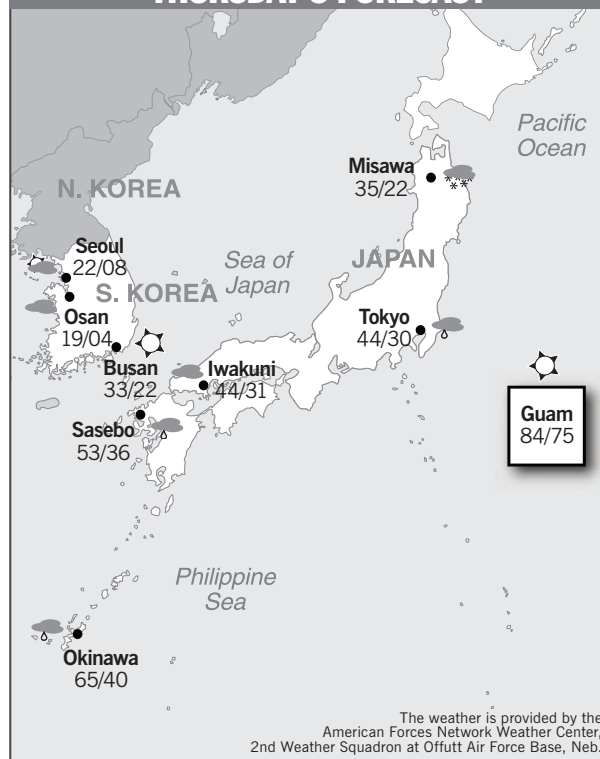 THURSDAY'S FORECAST
Pacific
Ocean
Misawa
35/22
N. KOREA
Seoul
22/08
Sea of
Japan
JAPAN
S. KOREA
Osan
19/04
Tokyo
44/30
Busan
33/22
Iwakuni
44/31
Guam
84/75
Sasebo
53/36
Philippine
Sea
Okinawa
65/40
The weather is provided by the
American Forces Network Weather Center,
2nd Weather Squadron at Offutt Air Force Base, Neb.